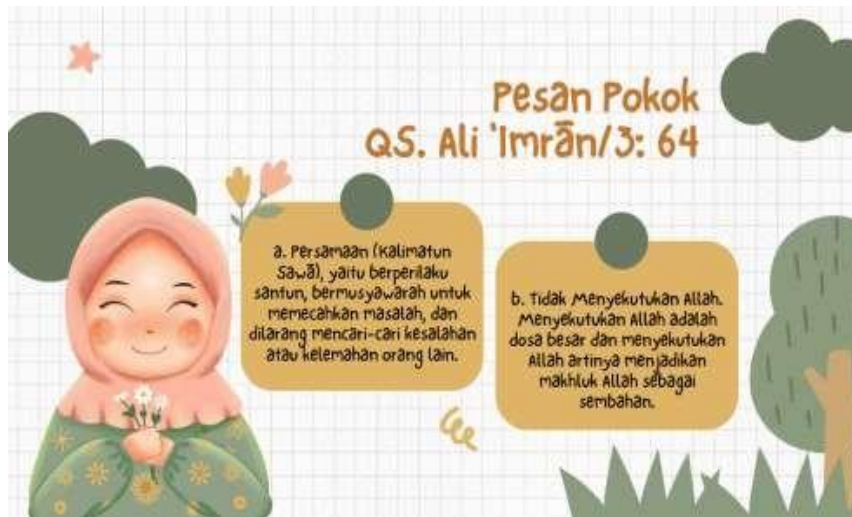 Pesan Pokok
QS. Ali 'Imrān/3: 64
a. Persamaan (Kalimatun
Sawā), yaitu berperilaku
santun, bermusyawarah untuk
memecahkan masalah, dan
dilarang mencari-cari kesalahan
atau kelemahan orang lain.
b. Tidak Menyekutukan Allah.
Menyekutukan Allah adalah
dosa besar dan menyekutukan
Allah artinya menjadikan
makhluk Allah sebagai
sembahan.